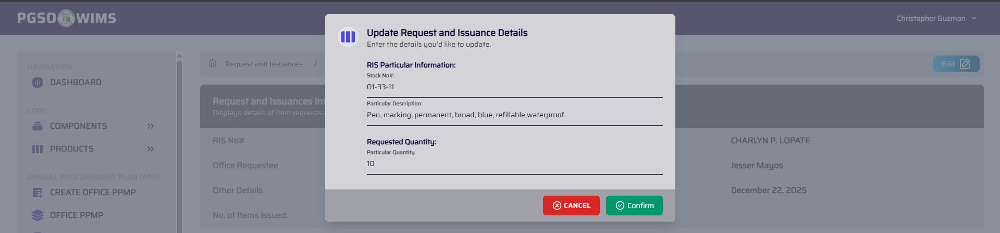 PGSO WIMS
Christopher Guzman
NAVIGATION
DASHBOARD
CORE
COMPONENTS
PRODUCTS
ANNUAL PROCUREMENT PLAN (APP)
CREATE OFFICE PPMP
OFFICE PPMP
Request and Issuances /
Edit
Request and Issuances Inf
Displays details of item requests a
RIS No#
CHARLYN P. LOPATE
Office Requestee
Jesser Mayos
Other Details
December 22, 2025
No. of Items Issued:
Update Request and Issuance Details
Enter the details you'd like to update.
RIS Particular Information:
Stock No#:
01-33-11
Particular Description:
Pen, marking, permanent, broad, blue, refillable,waterproof
Requested Quantity:
Particular Quantity
10
CANCEL
Confirm